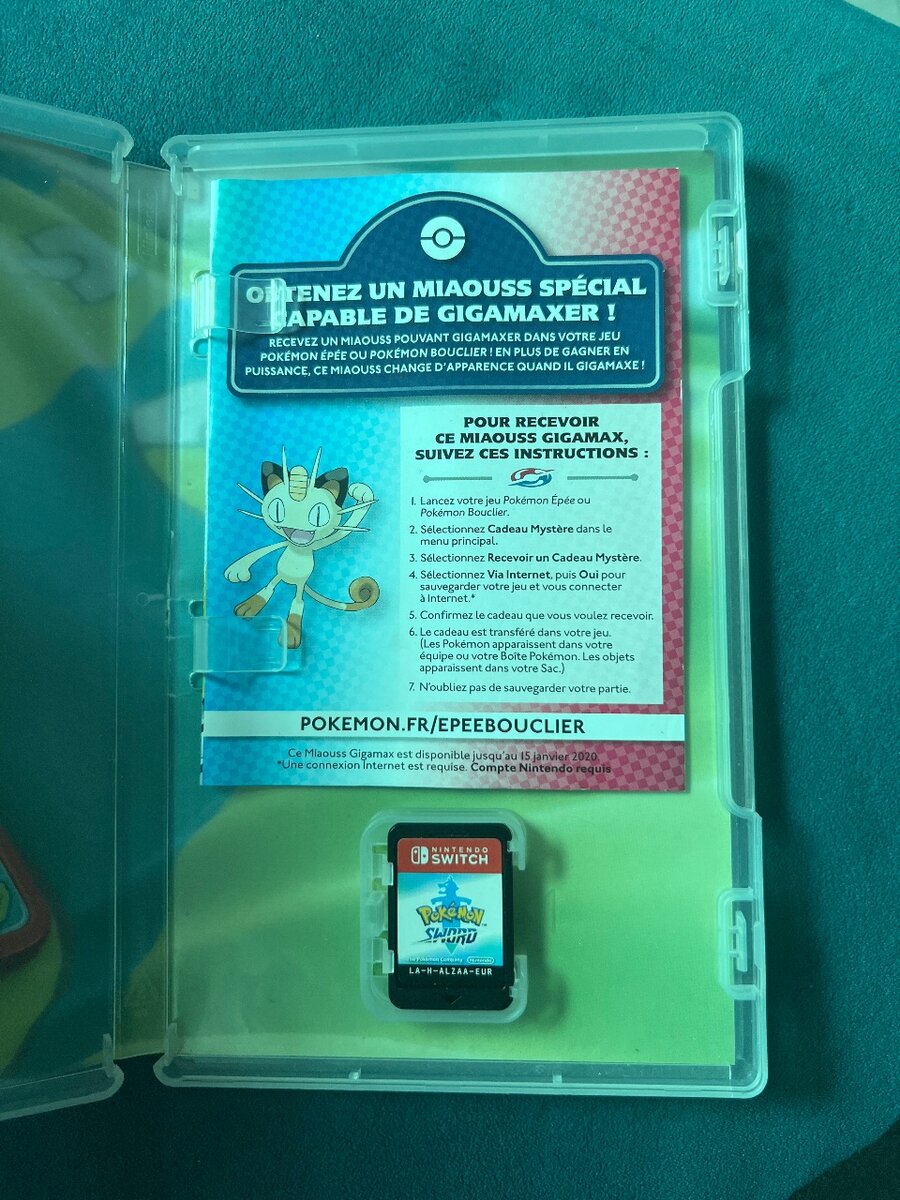 OBTENEZ UN MIAOUSS SPÉCIAL
CAPABLE DE GIGAMAXER !
RECEVEZ UN MIAOUSS POUVANT GIGAMAXER DANS VOTRE JEU
POKÉMON ÉPÉE OU POKÉMON BOUCLIER ! EN PLUS DE GAGNER EN
PUISSANCE, CE MIAOUSS CHANGE D'APPARENCE QUAND IL GIGAMAXE !
POUR RECEVOIR
CE MIAOUSS GIGAMAX,
SUIVEZ CES INSTRUCTIONS :
1. Lancez votre jeu Pokémon Épée ou
Pokémon Bouclier.
2. Sélectionnez Cadeau Mystère dans le
menu principal.
3. Sélectionnez Recevoir un Cadeau Mystère.
4. Sélectionnez Via Internet, puis Oui pour
sauvegarder votre jeu et vous connecter
à Internet.*
5. Confirmez le cadeau que vous voulez recevoir.
6. Le cadeau est transféré dans votre jeu.
(Les Pokémon apparaissent dans votre
équipe ou votre Boîte Pokémon. Les objets
apparaissent dans votre Sac.)
7. N'oubliez pas de sauvegarder votre partie.
POKEMON.FR/EPEEBOUCLIER
Ce Miaouss Gigamax est disponible jusqu'au 15 janvier 2020.
*Une connexion Internet est requise. Compte Nintendo requis
NINTENDO
SWITCH
POKÉMON
SWORD
The Pokémon Company Nintendo
LA-H-ALZAA-EUR